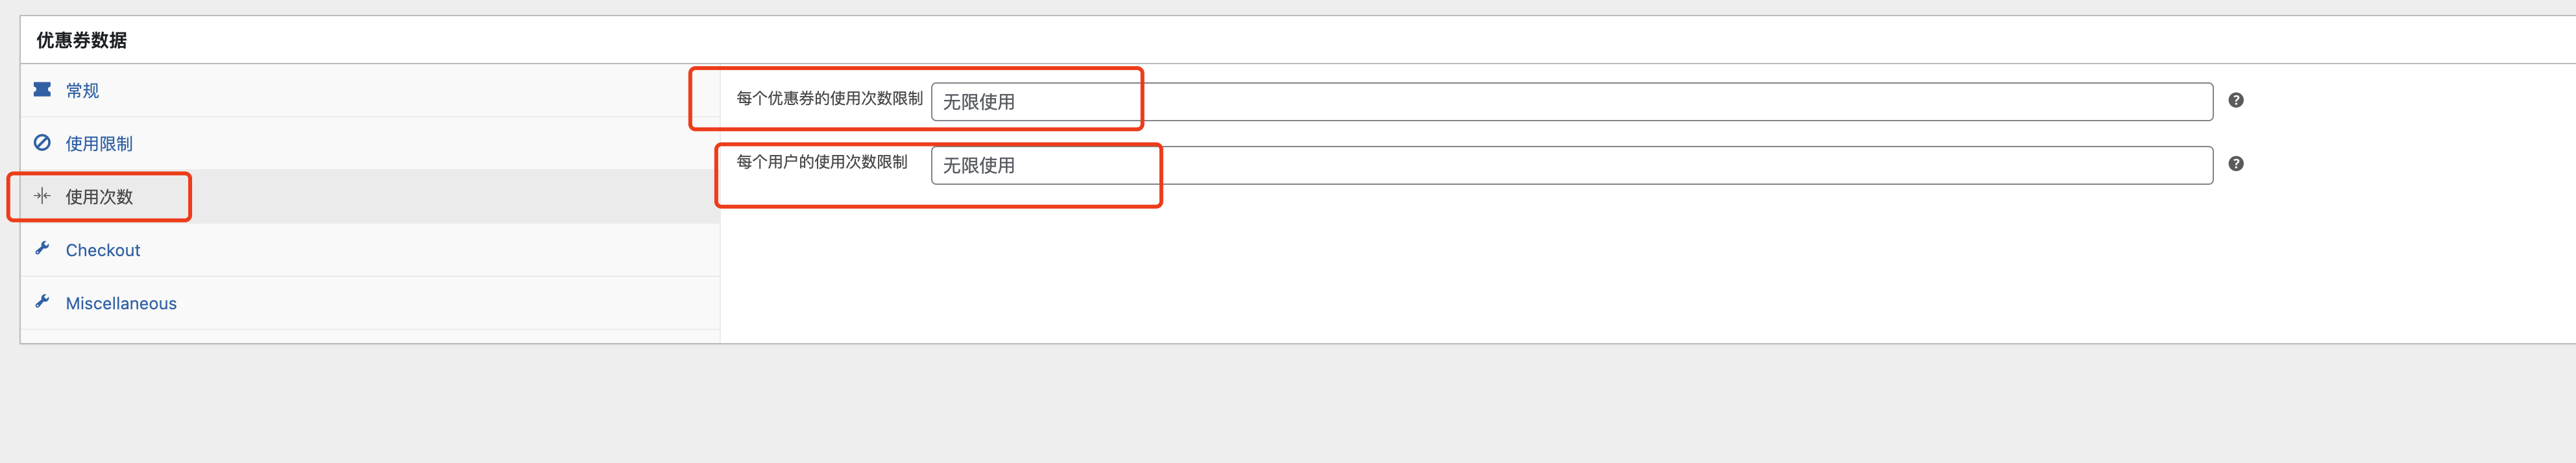 优惠券数据
常规
使用限制
使用次数
Checkout
Miscellaneous
每个优惠券的使用次数限制 无限使用
每个用户的使用次数限制 无限使用